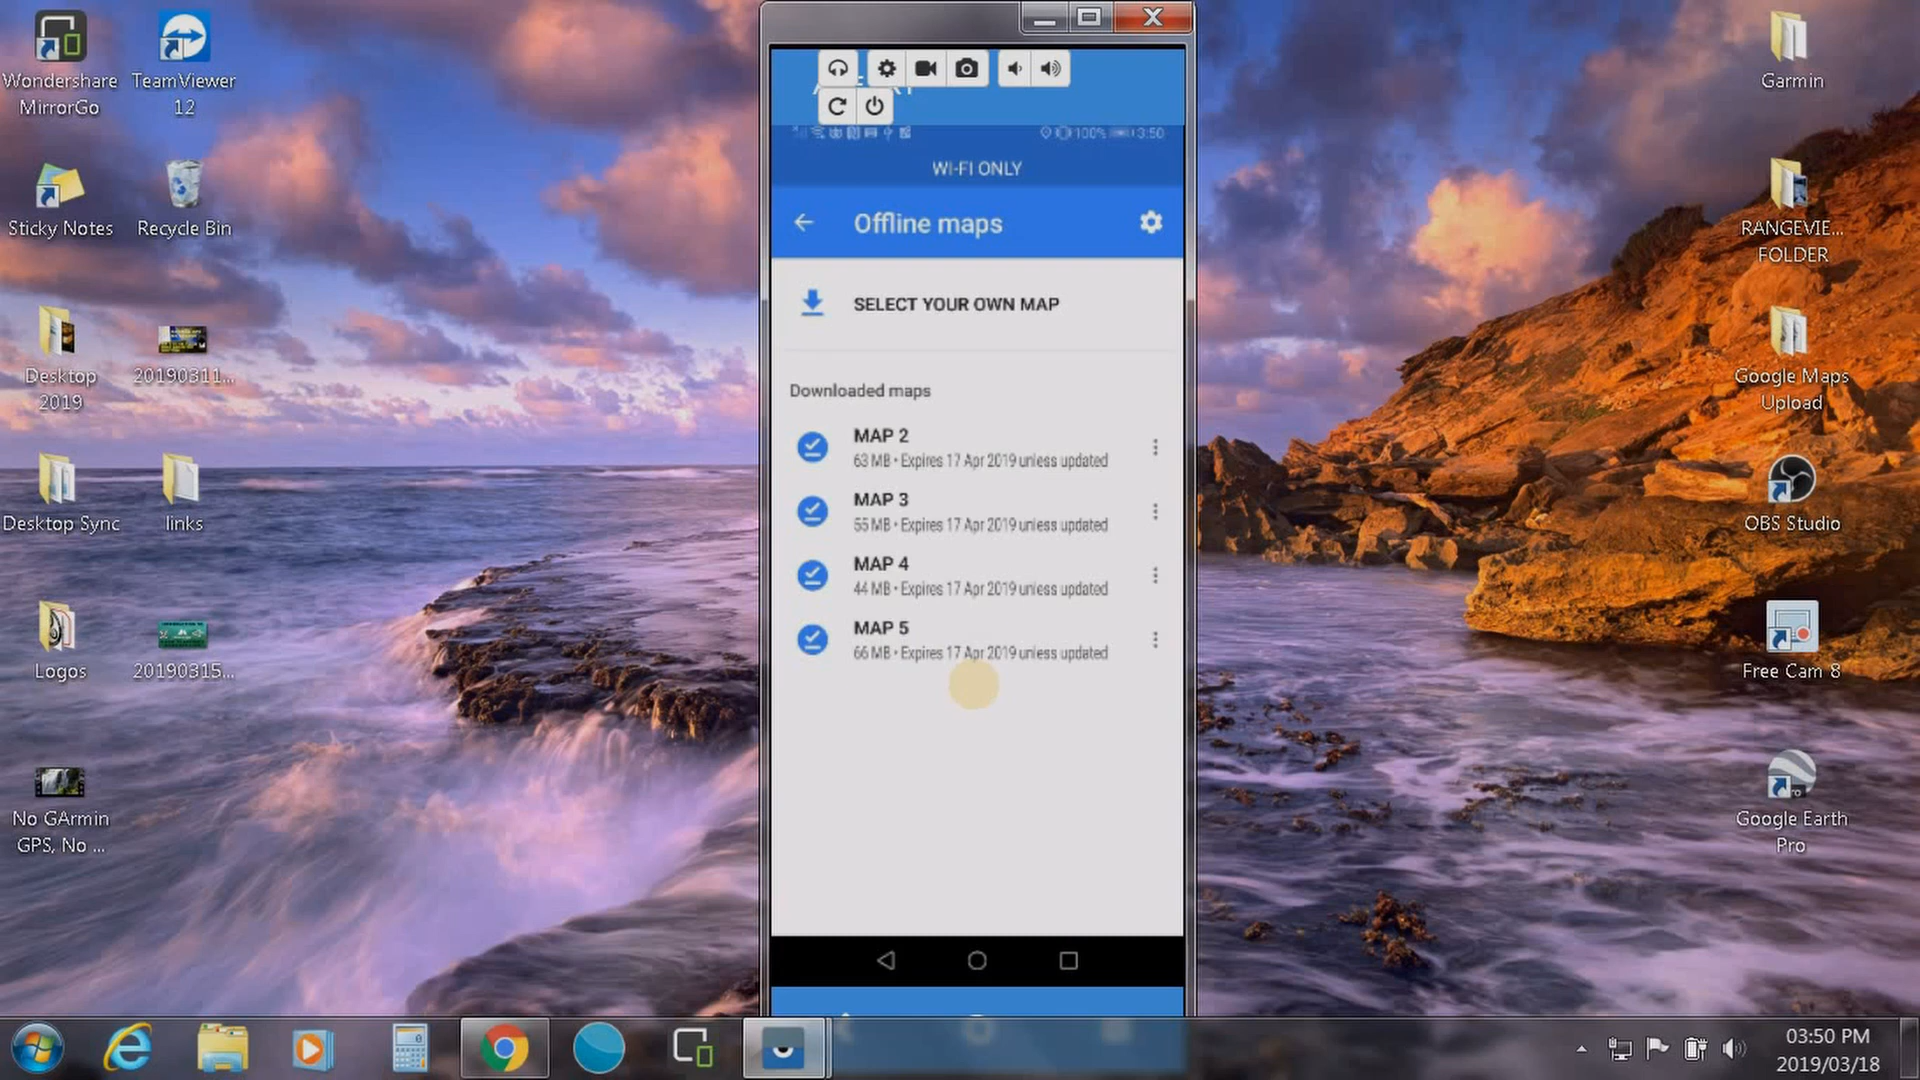 Wondershare
MirrorGo
TeamViewer
12
Sticky Notes
Recycle Bin
Desktop
2019
20190311...
Desktop Sync
links
Logos
20190315...
No GArmin
GPS, No ...
100%
3:50
WI-FI ONLY
Offline maps
SELECT YOUR OWN MAP
Downloaded maps
MAP 2
63 MB • Expires 17 Apr 2019 unless updated
MAP 3
55 MB • Expires 17 Apr 2019 unless updated
MAP 4
44 MB • Expires 17 Apr 2019 unless updated
MAP 5
66 MB • Expires 17 Apr 2019 unless updated
Garmin
RANGEVIE...
FOLDER
Google Maps
Upload
OBS Studio
Free Cam 8
Google Earth
Pro
03:50 PM
2019/03/18